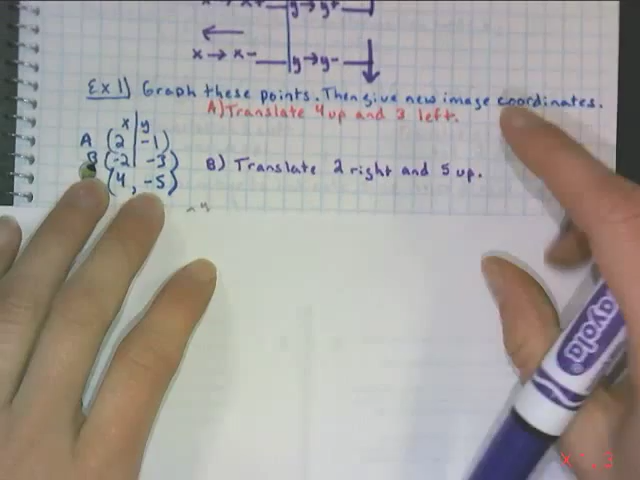 x → x+ y → y+
x → x- y → y-
Ex 1) Graph these points. Then give new image coordinates.
A) Translate 4 up and 3 left.
x y
A (2, -1)
B (-2, -3)
(4, -5)
B) Translate 2 right and 5 up.
Crayola